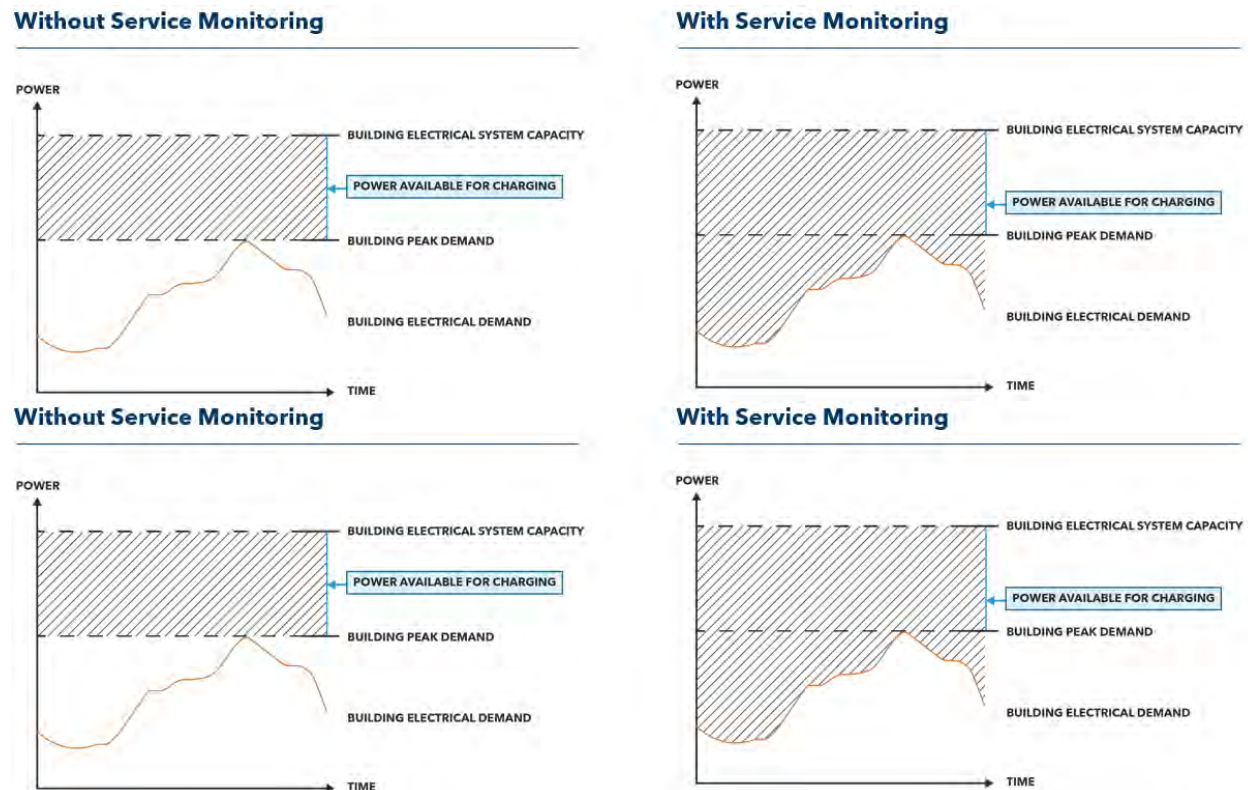 Without Service Monitoring
POWER
BUILDING ELECTRICAL SYSTEM CAPACITY
POWER AVAILABLE FOR CHARGING
BUILDING PEAK DEMAND
BUILDING ELECTRICAL DEMAND
TIME
With Service Monitoring
POWER
BUILDING ELECTRICAL SYSTEM CAPACITY
POWER AVAILABLE FOR CHARGING
BUILDING PEAK DEMAND
BUILDING ELECTRICAL DEMAND
TIME
Without Service Monitoring
POWER
BUILDING ELECTRICAL SYSTEM CAPACITY
POWER AVAILABLE FOR CHARGING
BUILDING PEAK DEMAND
BUILDING ELECTRICAL DEMAND
TIME
With Service Monitoring
POWER
BUILDING ELECTRICAL SYSTEM CAPACITY
POWER AVAILABLE FOR CHARGING
BUILDING PEAK DEMAND
BUILDING ELECTRICAL DEMAND
TIME